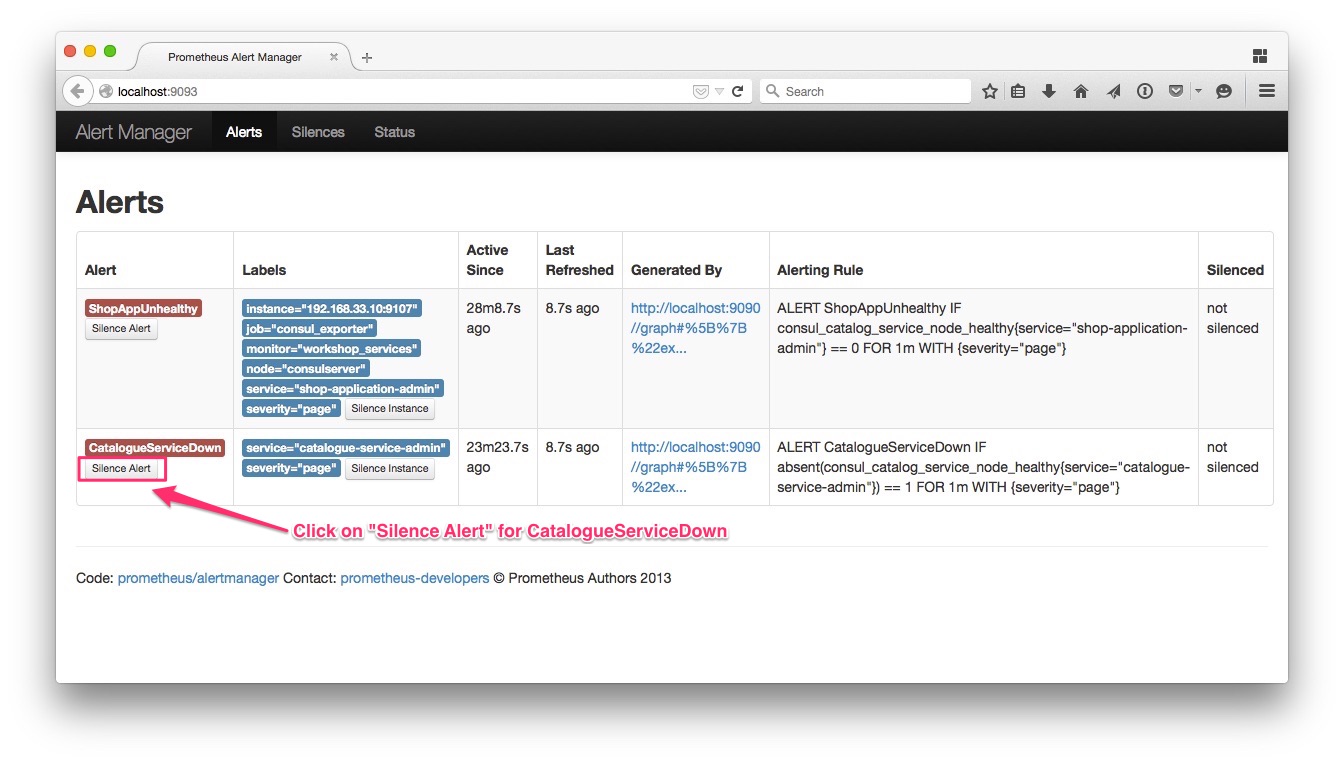 Prometheus Alert Manager
localhost:9093
Search
Alert Manager Alerts Silences Status
Alerts
Alert
Labels
Active
Since
Last
Refreshed
Generated By
Alerting Rule
Silenced
ShopAppUnhealthy
Silence Alert
instance="192.168.33.10:9107"
job="consul_exporter"
monitor="workshop_services"
node="consulserver"
service="shop-application-admin"
severity="page" Silence Instance
28m8.7s
ago
8.7s ago
http://localhost:9090
//graph#%5B%7B
%22ex...
ALERT ShopAppUnhealthy IF
consul_catalog_service_node_healthy{service="shop-application-
admin"} == 0 FOR 1m WITH {severity="page"}
not
silenced
CatalogueServiceDown
Silence Alert
service="catalogue-service-admin"
severity="page" Silence Instance
23m23.7s
ago
8.7s ago
http://localhost:9090
//graph#%5B%7B
%22ex...
ALERT CatalogueServiceDown IF
absent(consul_catalog_service_node_healthy{service="catalogue-
service-admin"}) == 1 FOR 1m WITH {severity="page"}
not
silenced
Click on "Silence Alert" for CatalogueServiceDown
Code: prometheus/alertmanager Contact: prometheus-developers © Prometheus Authors 2013